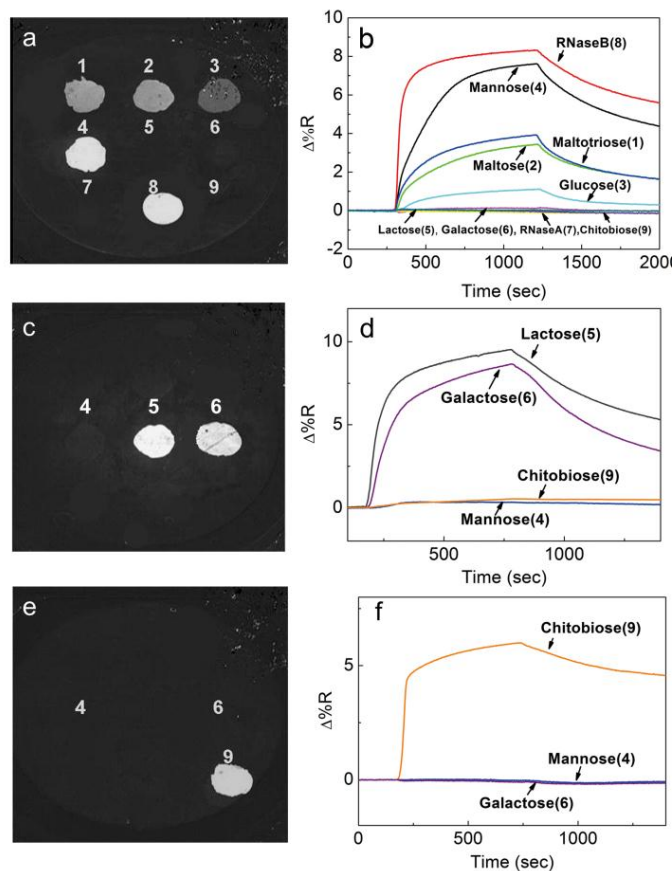 a
1 2 3
4 5 6
7 8 9
b
Δ%R
10
8
6
4
2
0
-2
RNaseB(8)
Mannose(4)
Maltotriose(1)
Maltose(2)
Glucose(3)
Lactose(5), Galactose(6), RNaseA(7),Chitobiose(9)
0 500 1000 1500 2000
Time (sec)
c
4 5 6
d
Δ%R
10
5
0
Lactose(5)
Galactose(6)
Chitobiose(9)
Mannose(4)
500 1000
Time (sec)
e
4 6
9
f
Δ%R
5
0
Chitobiose(9)
Mannose(4)
Galactose(6)
0 500 1000
Time (sec)